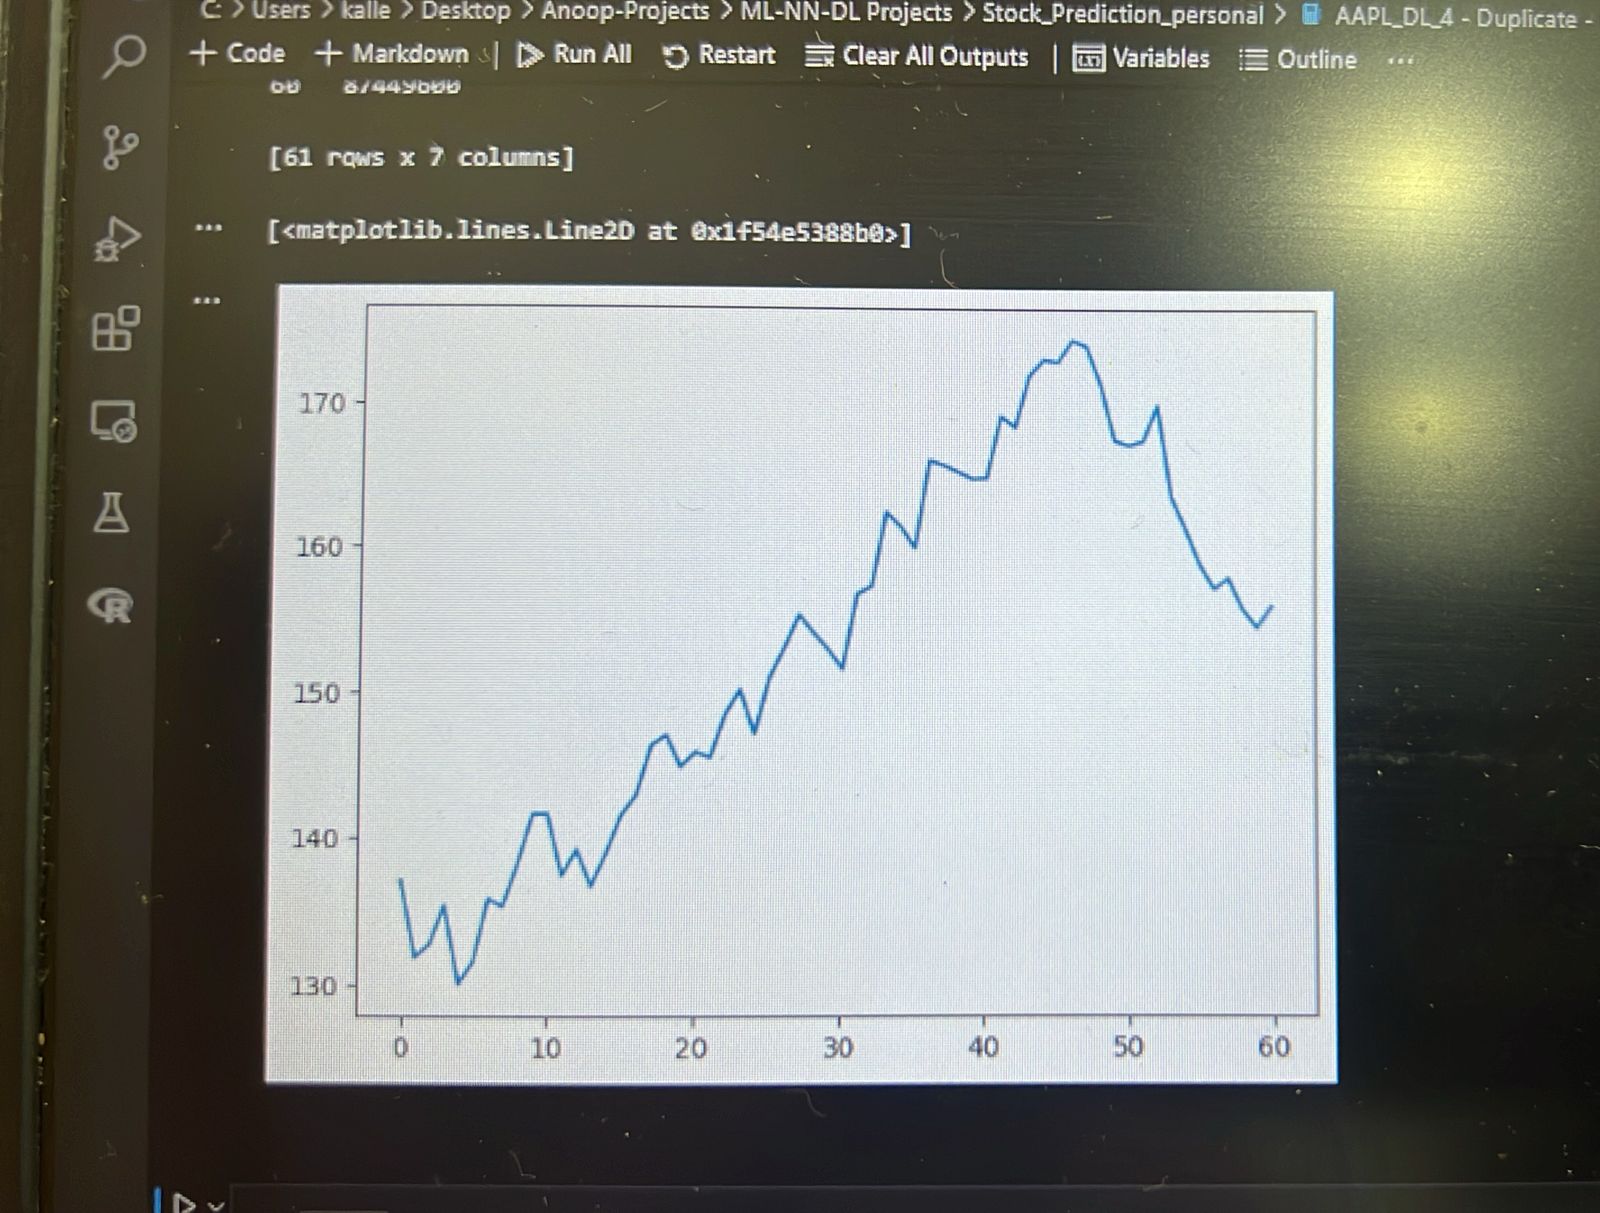 C: > Users > kalle > Desktop > Anoop-Projects > ML-NN-DL Projects > Stock_Prediction_personal > AAPL_DL_4 - Duplicate -
+ Code + Markdown | Run All Restart Clear All Outputs | Variables Outline ...
60 87449600
[61 rows x 7 columns]
[<matplotlib.lines.Line2D at 0x1f54e5388b0>]
170
160
150
140
130
0 10 20 30 40 50 60
R